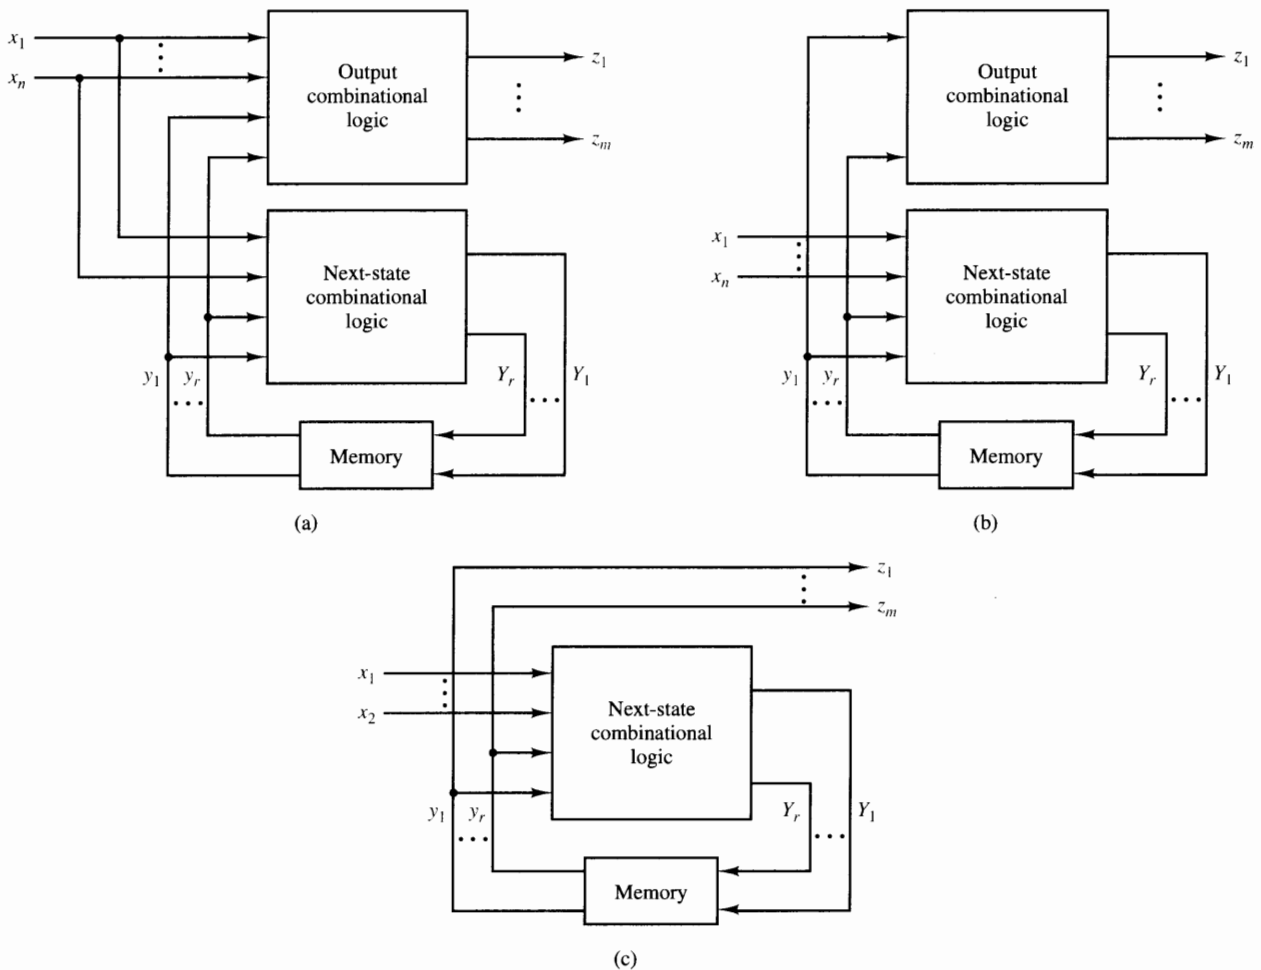 x1
xn
Output
combinational
logic
z1
zm
Next-state
combinational
logic
y1 yr
Yr Y1
Memory
(a)
Output
combinational
logic
z1
zm
x1
xn
Next-state
combinational
logic
y1 yr
Yr Y1
Memory
(b)
z1
zm
x1
x2
Next-state
combinational
logic
y1 yr
Yr Y1
Memory
(c)